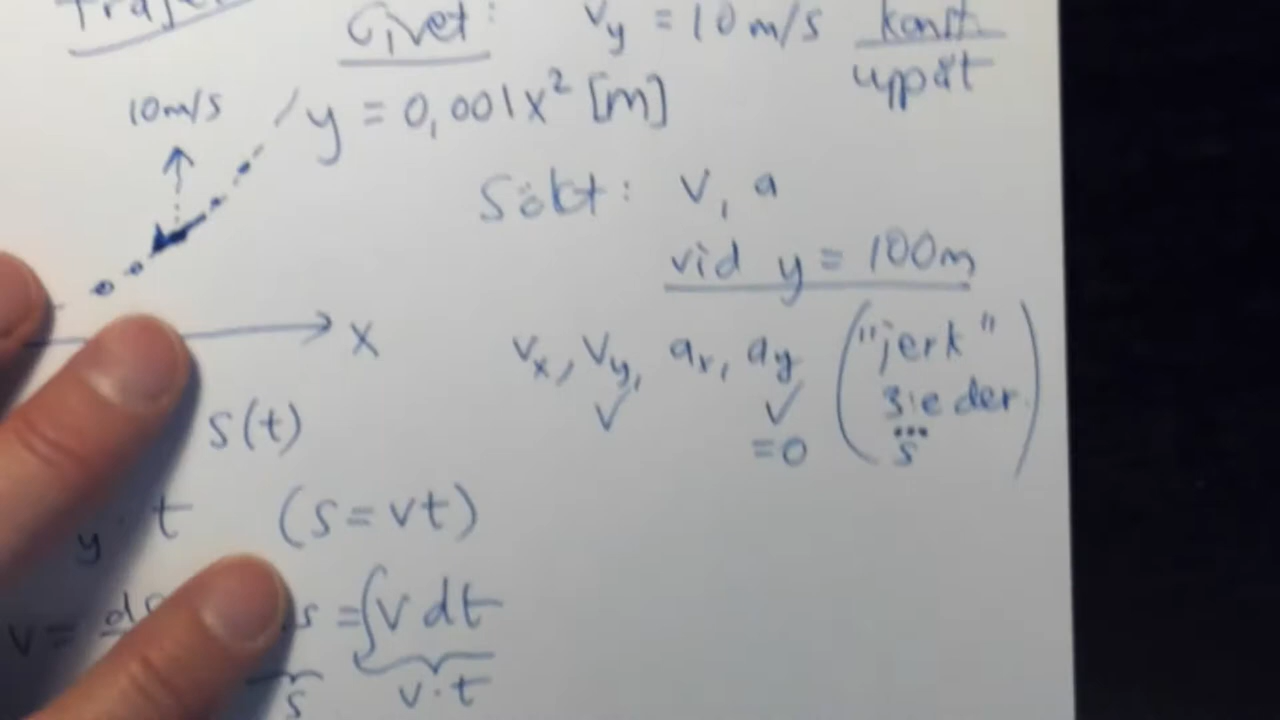 Givet: vy = 10 m/s konst. uppåt
10m/s
y = 0,001x² [m]
Sökt: v, a
vid y = 100m
x
vx, vy, ax, ay ("jerk"
√ √ 3:e der.
=0 s⃛)
s(t)
y · t (s = vt)
v = s = ∫v dt
s v·t